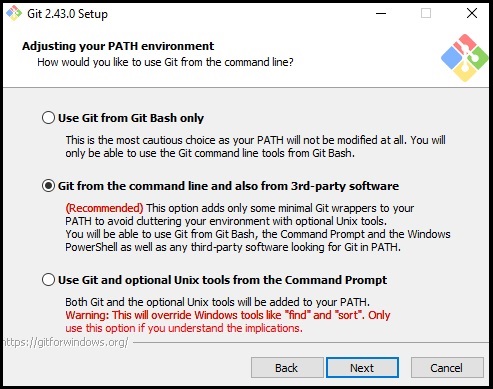 Git 2.43.0 Setup
Adjusting your PATH environment
How would you like to use Git from the command line?
Use Git from Git Bash only
This is the most cautious choice as your PATH will not be modified at all. You will
only be able to use the Git command line tools from Git Bash.
Git from the command line and also from 3rd-party software
(Recommended) This option adds only some minimal Git wrappers to your
PATH to avoid cluttering your environment with optional Unix tools.
You will be able to use Git from Git Bash, the Command Prompt and the Windows
PowerShell as well as any third-party software looking for Git in PATH.
Use Git and optional Unix tools from the Command Prompt
Both Git and the optional Unix tools will be added to your PATH.
Warning: This will override Windows tools like "find" and "sort". Only
use this option if you understand the implications.
https://gitforwindows.org/
Back Next Cancel